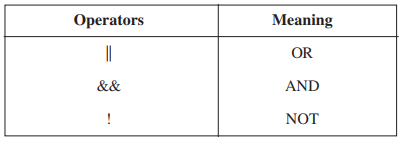 Operators Meaning
|| OR
&& AND
! NOT